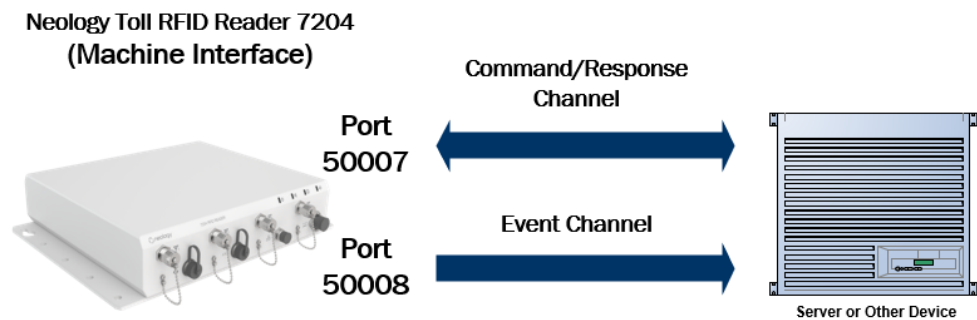 Neology Toll RFID Reader 7204
(Machine Interface)
Command/Response
Channel
Port
50007
Event Channel
Port
50008
neology
Server or Other Device